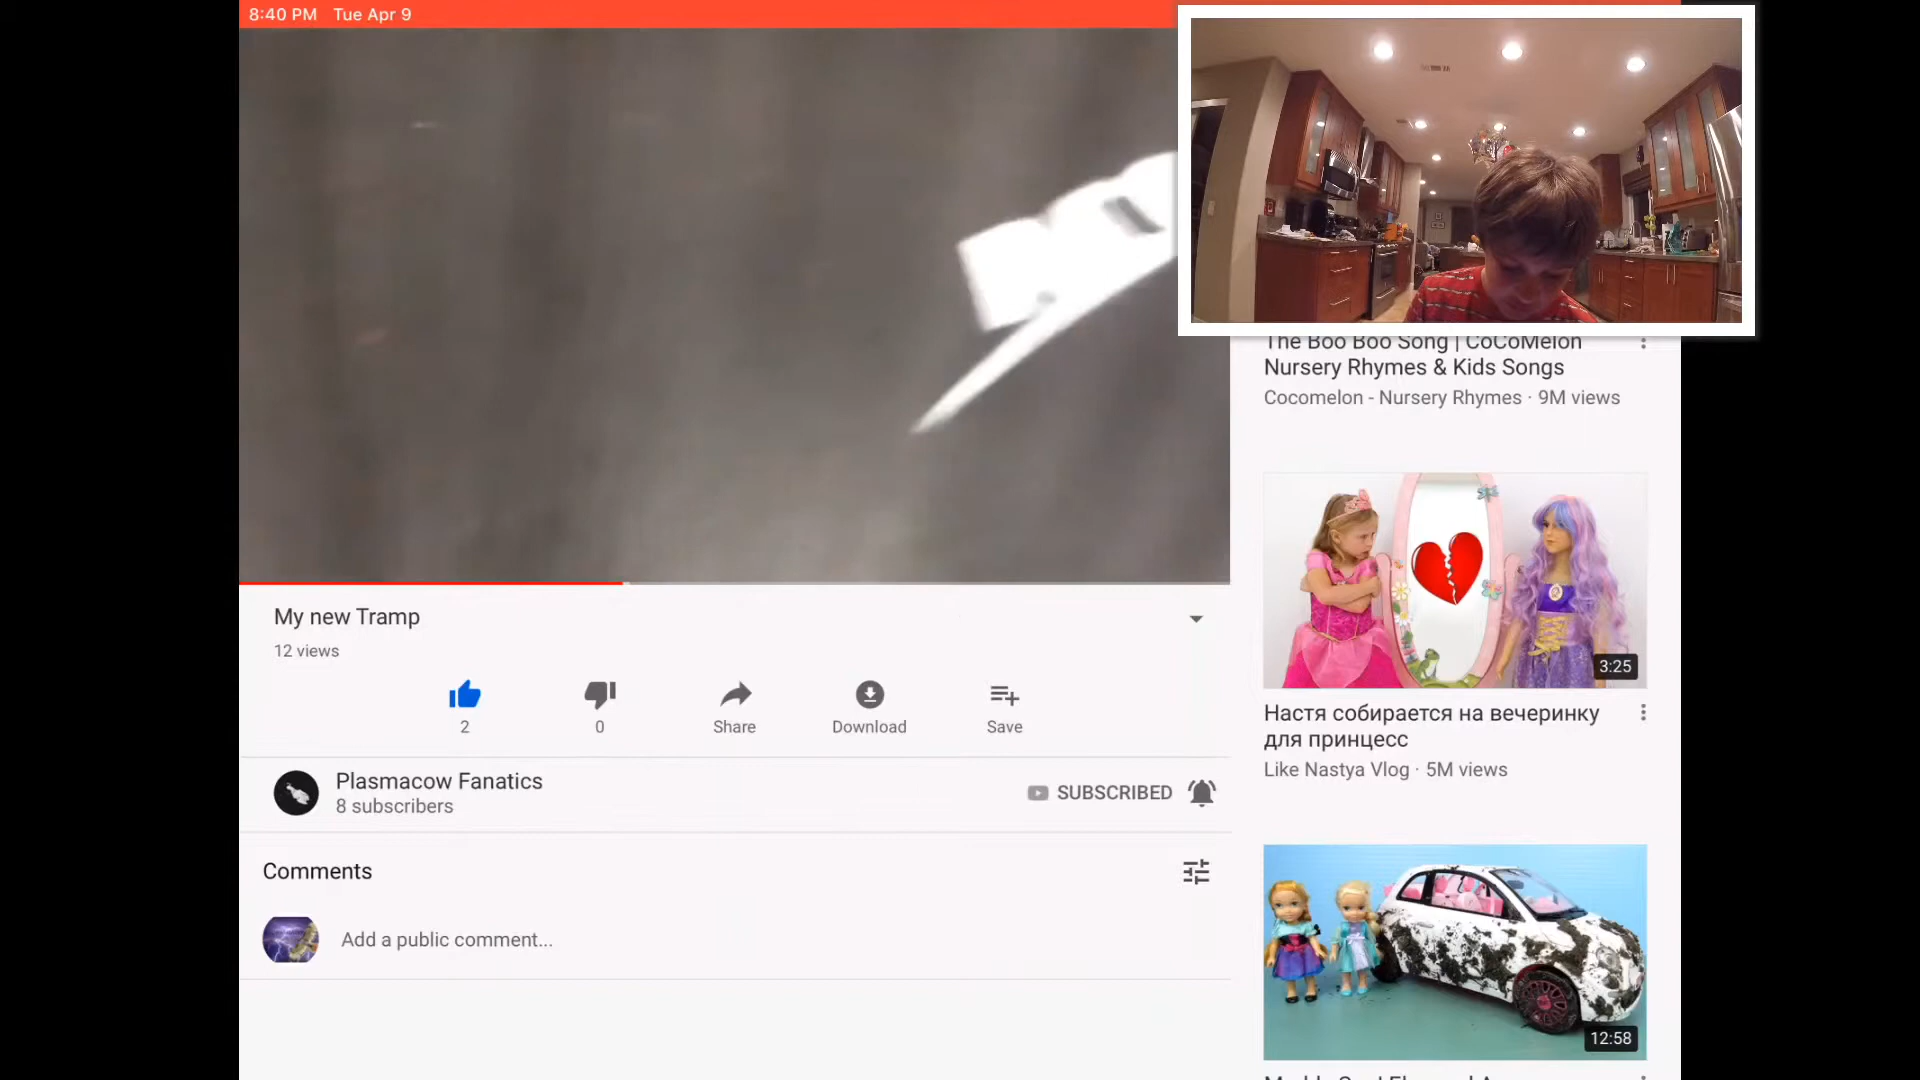 8:40 PM Tue Apr 9
The Boo Boo Song | CoCoMelon
Nursery Rhymes & Kids Songs
Cocomelon - Nursery Rhymes · 9M views
My new Tramp
12 views
2
0
Share
Download
Save
Plasmacow Fanatics
8 subscribers
SUBSCRIBED
Comments
Add a public comment...
3:25
Настя собирается на вечеринку
для принцесс
Like Nastya Vlog · 5M views
12:58